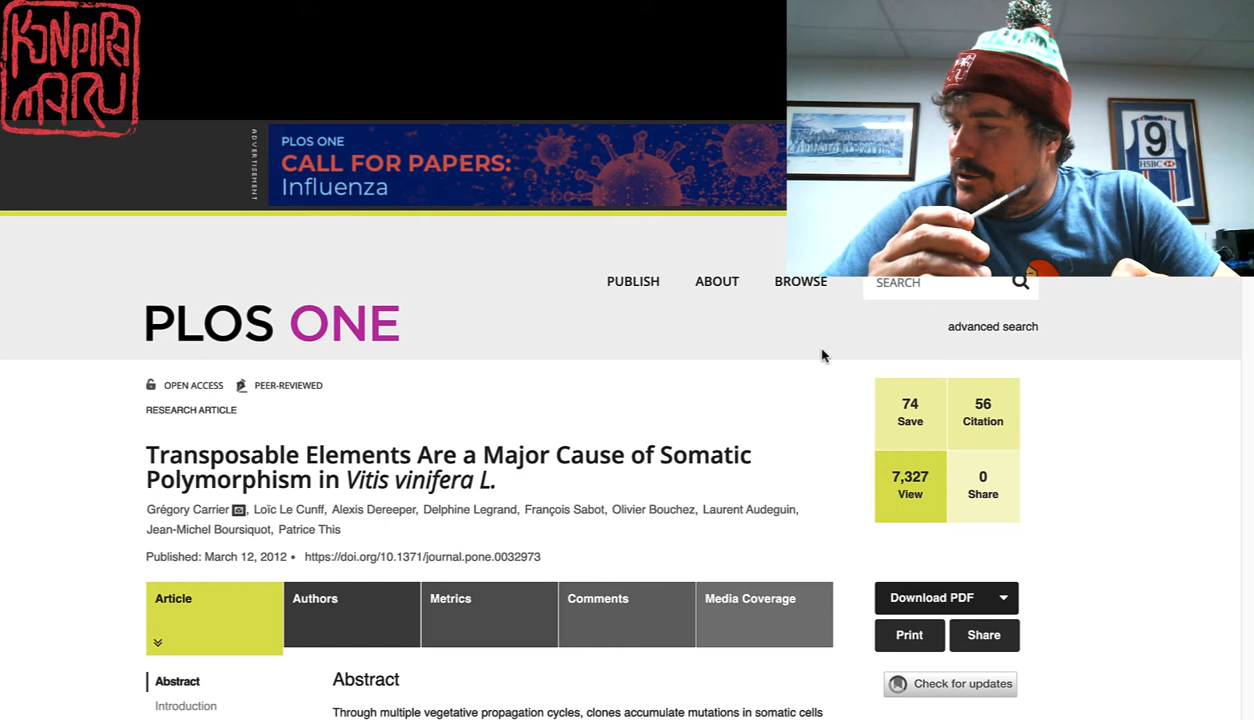 KONPIRA
MARU
ADVERTISEMENT
PLOS ONE
CALL FOR PAPERS:
Influenza
9
HSBC
PUBLISH ABOUT BROWSE SEARCH
PLOS ONE
advanced search
OPEN ACCESS PEER-REVIEWED
RESEARCH ARTICLE
74 Save
56 Citation
7,327 View
0 Share
Transposable Elements Are a Major Cause of Somatic
Polymorphism in Vitis vinifera L.
Grégory Carrier, Loïc Le Cunff, Alexis Dereeper, Delphine Legrand, François Sabot, Olivier Bouchez, Laurent Audeguin,
Jean-Michel Boursiquot, Patrice This
Published: March 12, 2012 • https://doi.org/10.1371/journal.pone.0032973
Article Authors Metrics Comments Media Coverage
Download PDF
Print Share
Check for updates
Abstract
Introduction
Abstract
Through multiple vegetative propagation cycles, clones accumulate mutations in somatic cells